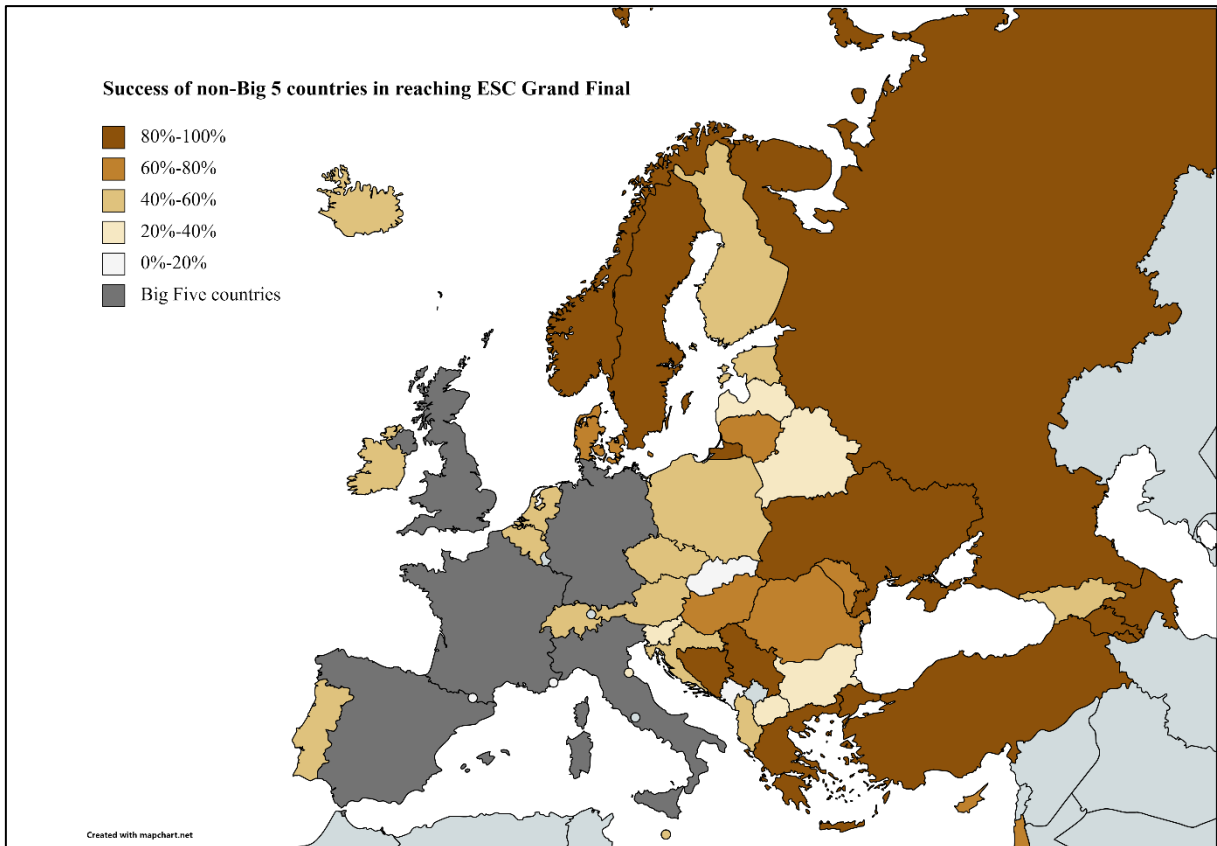 Success of non-Big 5 countries in reaching ESC Grand Final
80%-100%
60%-80%
40%-60%
20%-40%
0%-20%
Big Five countries
Created with mapchart.net